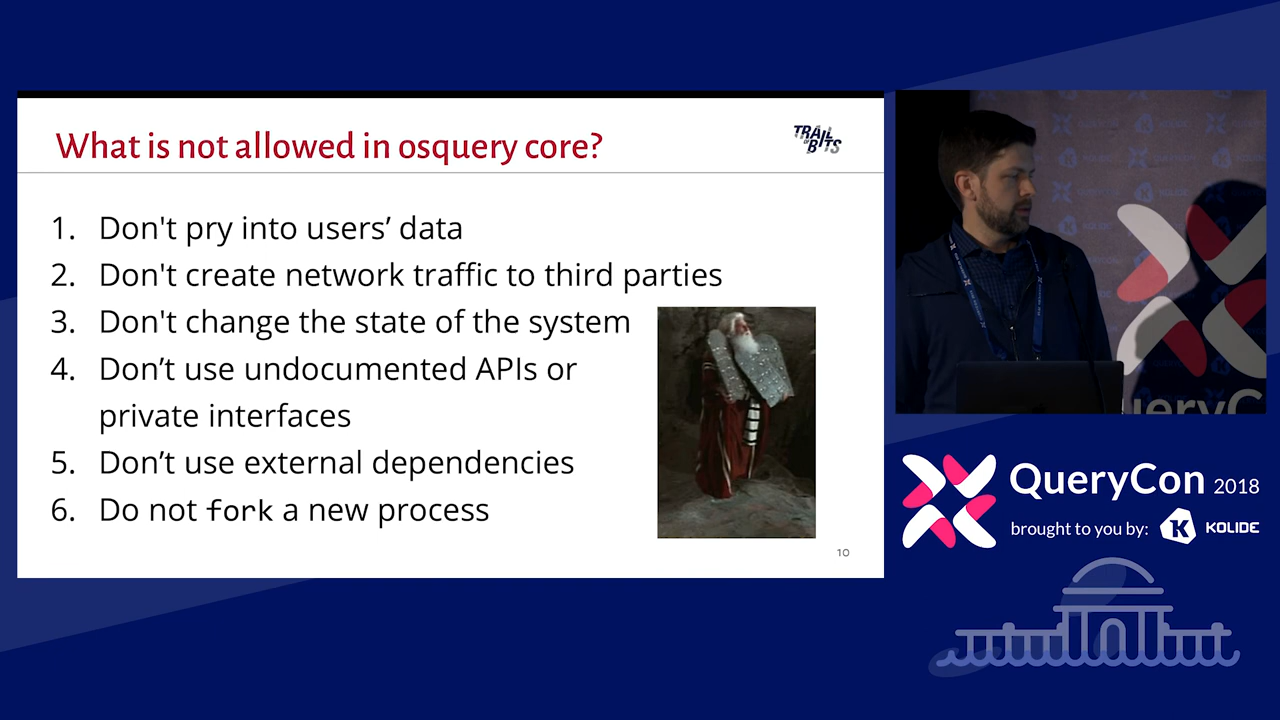 What is not allowed in osquery core?
TRAIL
OF
BITS
1. Don't pry into users’ data
2. Don't create network traffic to third parties
3. Don't change the state of the system
4. Don’t use undocumented APIs or
private interfaces
5. Don’t use external dependencies
6. Do not fork a new process
10
QueryCon 2018
brought to you by: K KOLIDE